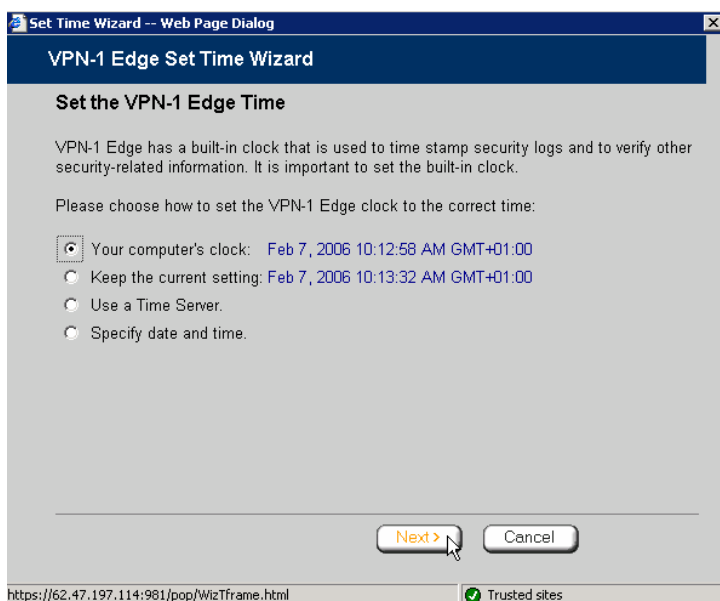 Set Time Wizard -- Web Page Dialog
VPN-1 Edge Set Time Wizard
Set the VPN-1 Edge Time
VPN-1 Edge has a built-in clock that is used to time stamp security logs and to verify other
security-related information. It is important to set the built-in clock.
Please choose how to set the VPN-1 Edge clock to the correct time:
Your computer's clock: Feb 7, 2006 10:12:58 AM GMT+01:00
Keep the current setting: Feb 7, 2006 10:13:32 AM GMT+01:00
Use a Time Server.
Specify date and time.
Next >
Cancel
https://62.47.197.114:981/pop/WizTframe.html
Trusted sites